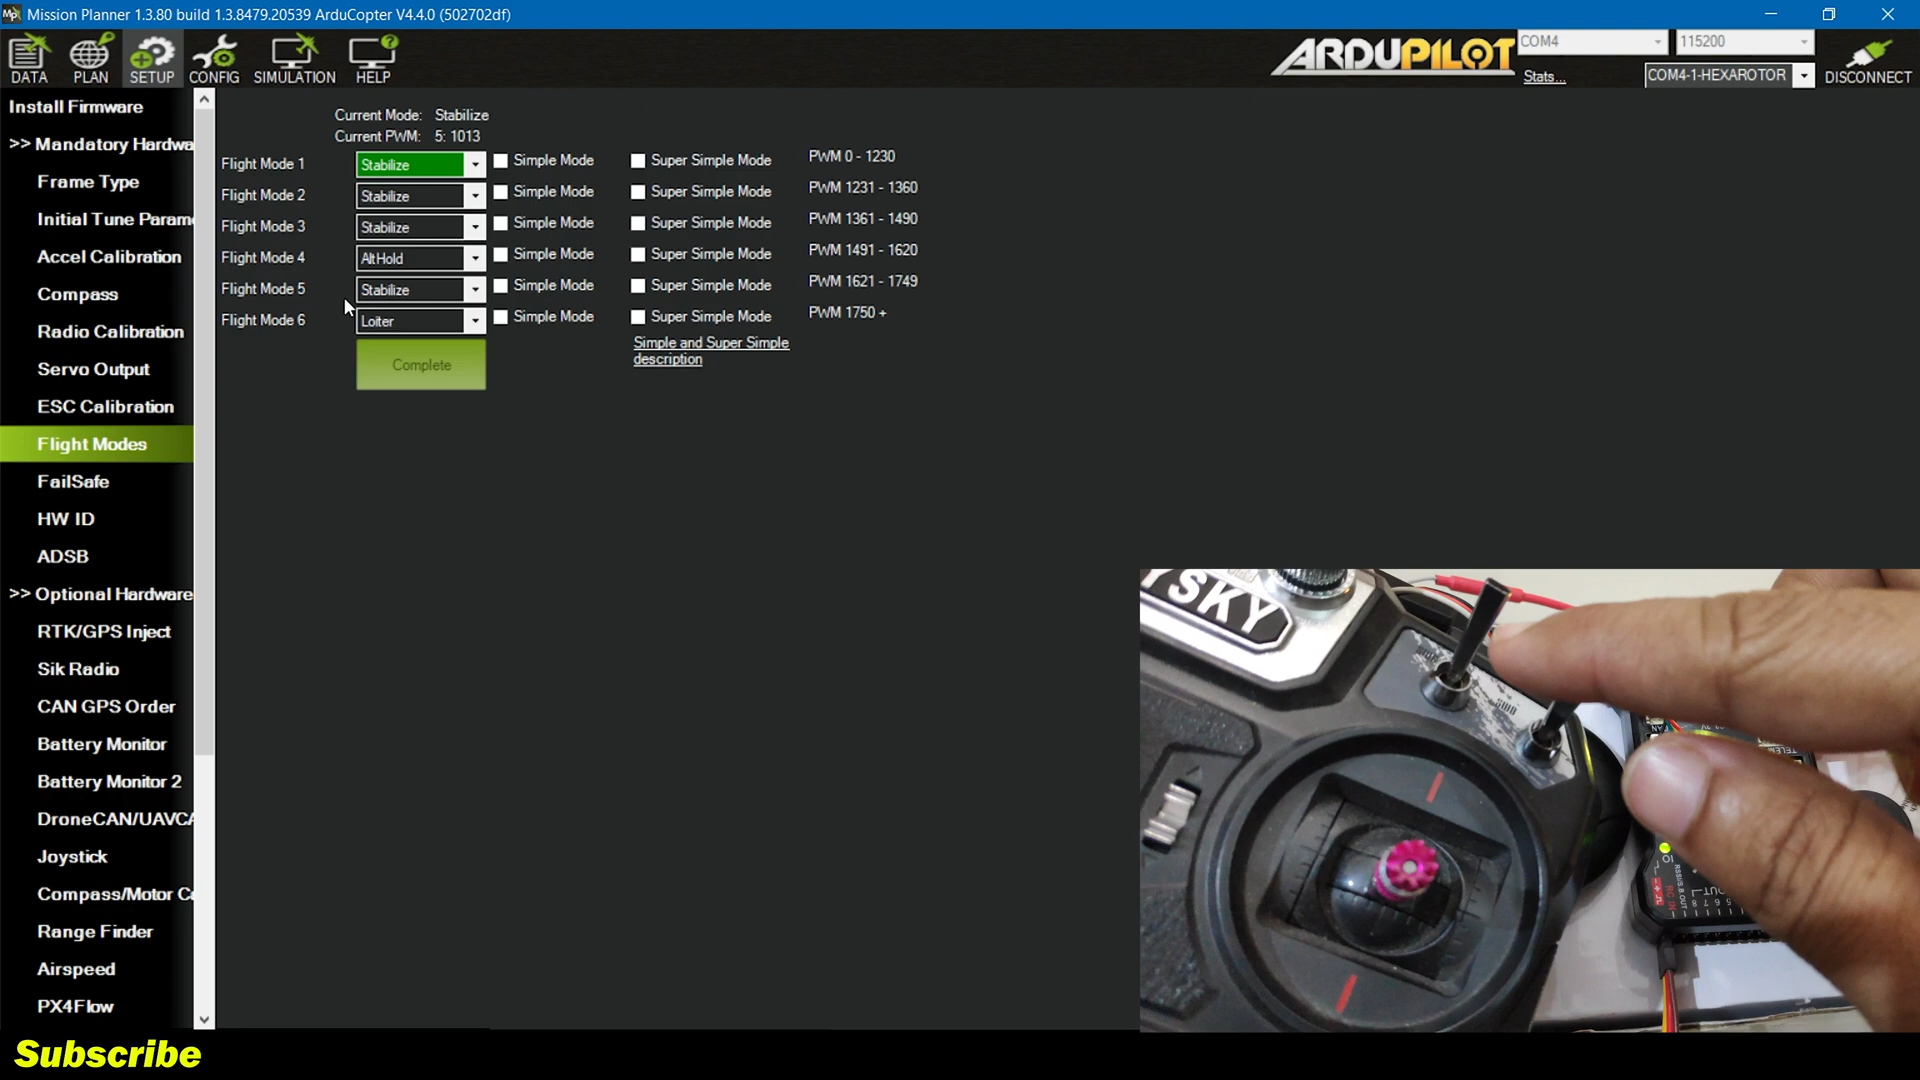 Mission Planner 1.3.80 build 1.3.8479.20539 ArduCopter V4.4.0 (502702df)
DATA PLAN SETUP CONFIG SIMULATION HELP
ARDUPILOT
COM4 115200
Stats... COM4-1-HEXAROTOR DISCONNECT
Install Firmware
>> Mandatory Hardwa
Frame Type
Initial Tune Param
Accel Calibration
Compass
Radio Calibration
Servo Output
ESC Calibration
Flight Modes
FailSafe
HW ID
ADSB
>> Optional Hardware
RTK/GPS Inject
Sik Radio
CAN GPS Order
Battery Monitor
Battery Monitor 2
DroneCAN/UAVCA
Joystick
Compass/Motor C
Range Finder
Airspeed
PX4Flow
Current Mode: Stabilize
Current PWM: 5: 1013
Flight Mode 1 Stabilize Simple Mode Super Simple Mode PWM 0 - 1230
Flight Mode 2 Stabilize Simple Mode Super Simple Mode PWM 1231 - 1360
Flight Mode 3 Stabilize Simple Mode Super Simple Mode PWM 1361 - 1490
Flight Mode 4 AltHold Simple Mode Super Simple Mode PWM 1491 - 1620
Flight Mode 5 Stabilize Simple Mode Super Simple Mode PWM 1621 - 1749
Flight Mode 6 Loiter Simple Mode Super Simple Mode PWM 1750 +
Simple and Super Simple
description
Complete
YSKY
SWB
TELEM
Subscribe